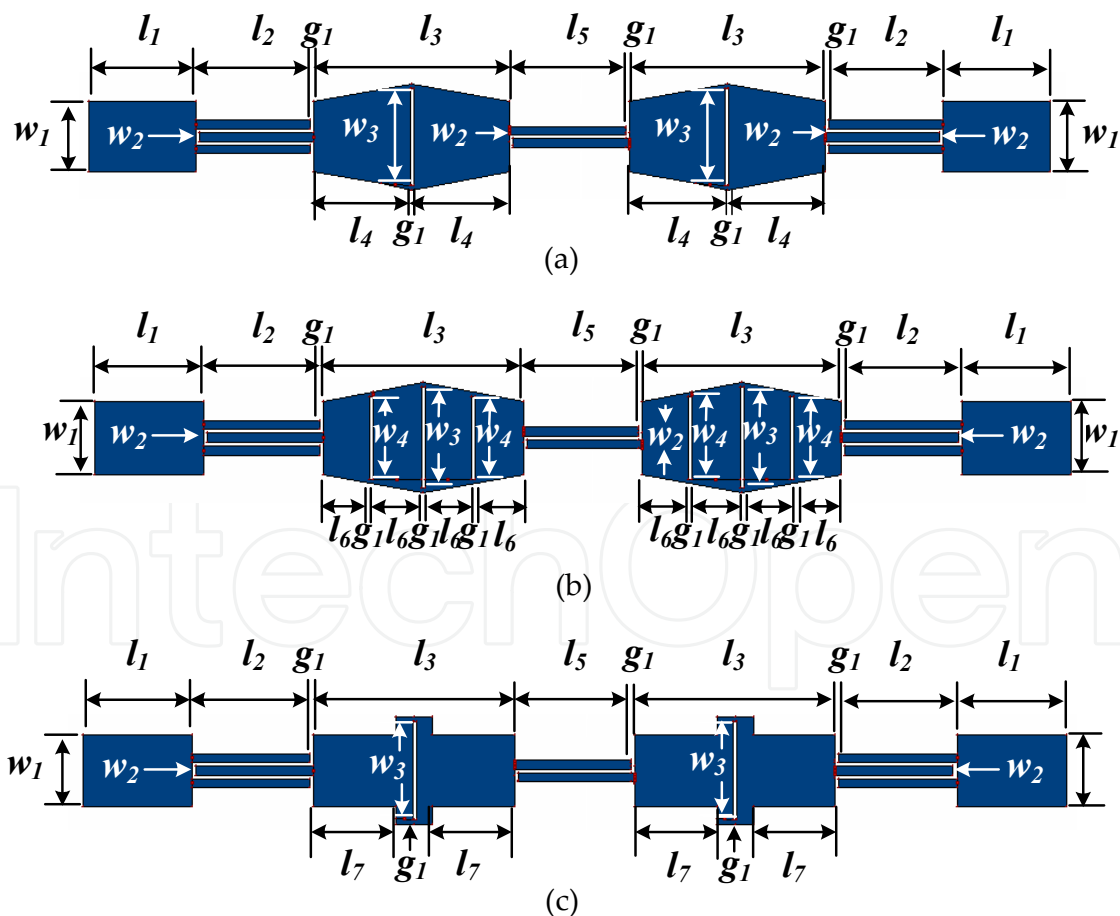 l1 l2 g1 l3 l5 g1 l3 g1 l2 l1
w1 w2 w3 w2 w3 w2 w2 w1
l4 g1 l4 l4 g1 l4
(a)
l1 l2 g1 l3 l5 g1 l3 g1 l2 l1
w1 w2 w4 w3 w4 w2 w4 w3 w4 w2 w1
l6 g1 l6 g1 l6 g1 l6 l6 g1 l6 g1 l6 g1 l6
(b)
IntechOpen
l1 l2 g1 l3 l5 g1 l3 g1 l2 l1
w1 w2 w3 w3 w2
l7 g1 l7 l7 g1 l7
(c)